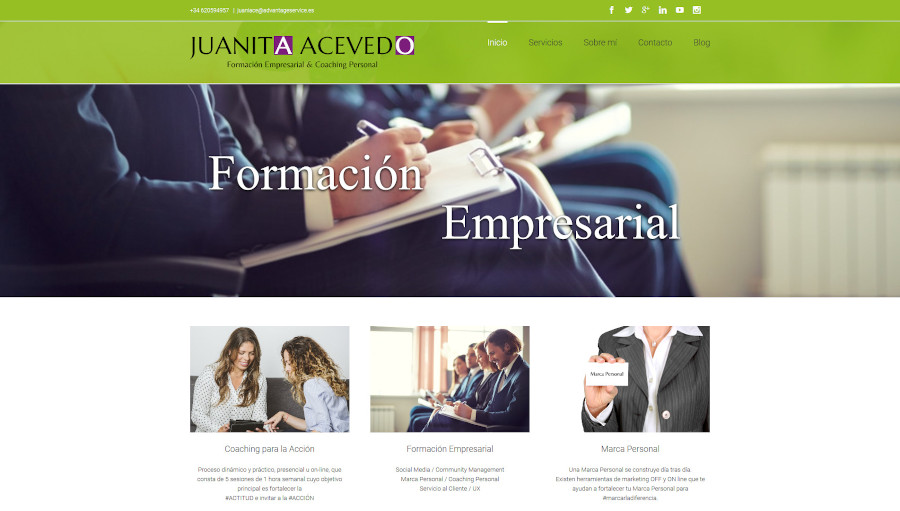 +34 620594957 | juaniace@advantageservice.es
JUANITA ACEVEDO
Formación Empresarial & Coaching Personal
Inicio Servicios Sobre mí Contacto Blog
Formación
Empresarial
Marca Personal
Coaching para la Acción
Proceso dinámico y práctico, presencial u on-line, que
consta de 5 sesiones de 1 hora semanal cuyo objetivo
principal es fortalecer la
#ACTITUD e invitar a la #ACCIÓN
Formación Empresarial
Social Media / Community Management
Marca Personal / Coaching Personal
Servicio al Cliente / UX
Marca Personal
Una Marca Personal se construye día tras día.
Existen herramientas de marketing OFF y ON line que te
ayudan a fortalecer tu Marca Personal para
#marcarladiferencia.